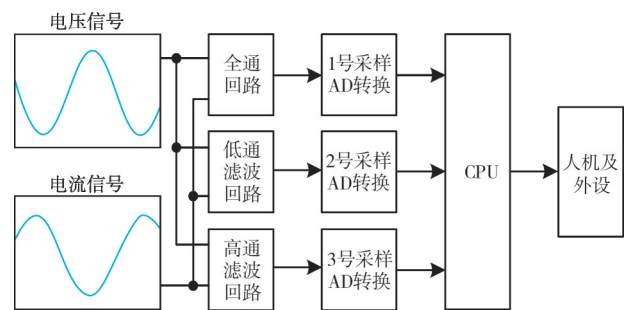 电压信号
全通
回路
1号采样
AD转换
低通
滤波
回路
2号采样
AD转换
CPU
人机及
外设
电流信号
高通
滤波
回路
3号采样
AD转换